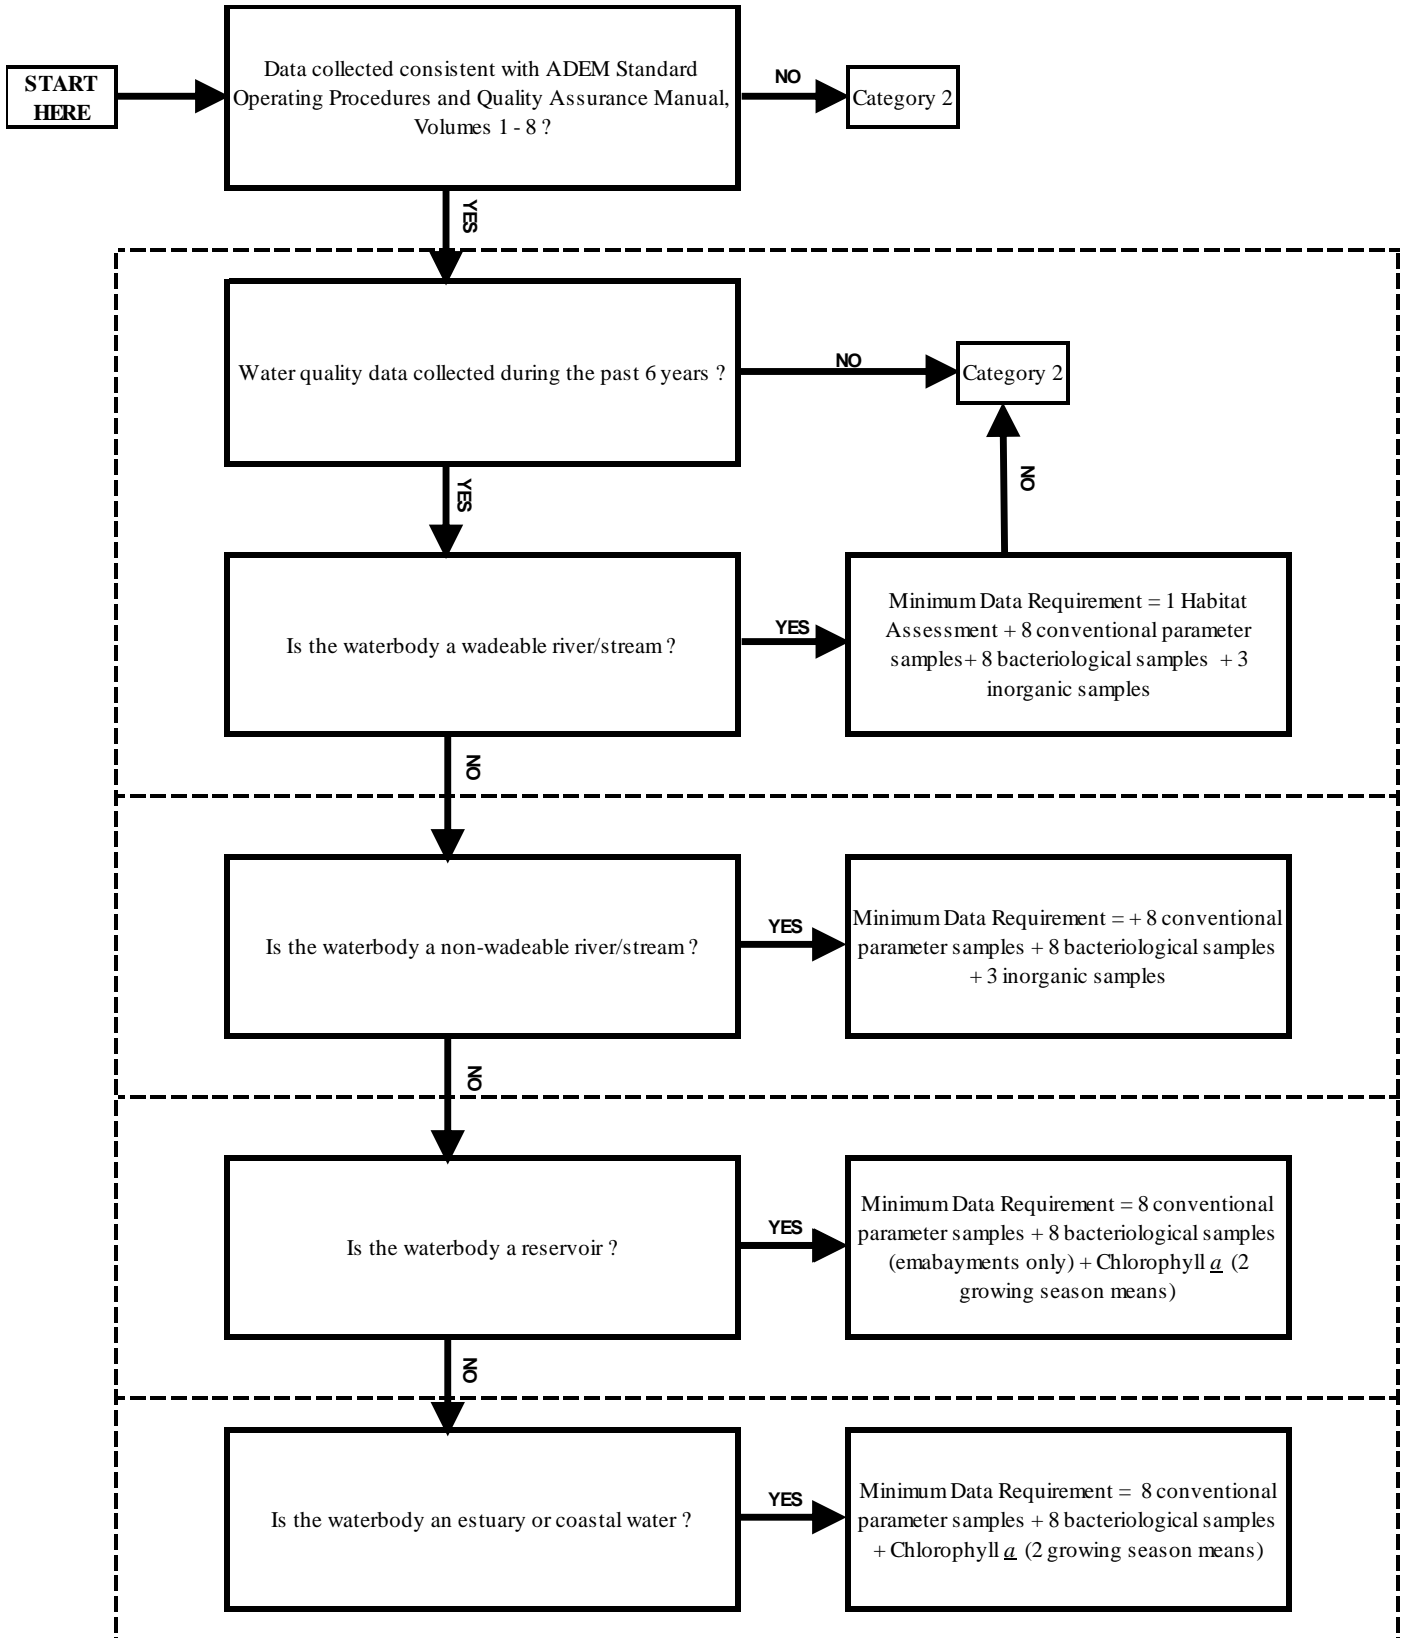 START
HERE
Data collected consistent with ADEM Standard
Operating Procedures and Quality Assurance Manual,
Volumes 1 - 8 ?
NO
Category 2
YES
Water quality data collected during the past 6 years ?
NO
Category 2
NO
YES
Is the waterbody a wadeable river/stream ?
YES
Minimum Data Requirement = 1 Habitat
Assessment + 8 conventional parameter
samples+ 8 bacteriological samples + 3
inorganic samples
NO
Is the waterbody a non-wadeable river/stream ?
YES
Minimum Data Requirement = + 8 conventional
parameter samples + 8 bacteriological samples
+ 3 inorganic samples
NO
Is the waterbody a reservoir ?
YES
Minimum Data Requirement = 8 conventional
parameter samples + 8 bacteriological samples
(emabayments only) + Chlorophyll a (2
growing season means)
NO
Is the waterbody an estuary or coastal water ?
YES
Minimum Data Requirement = 8 conventional
parameter samples + 8 bacteriological samples
+ Chlorophyll a (2 growing season means)